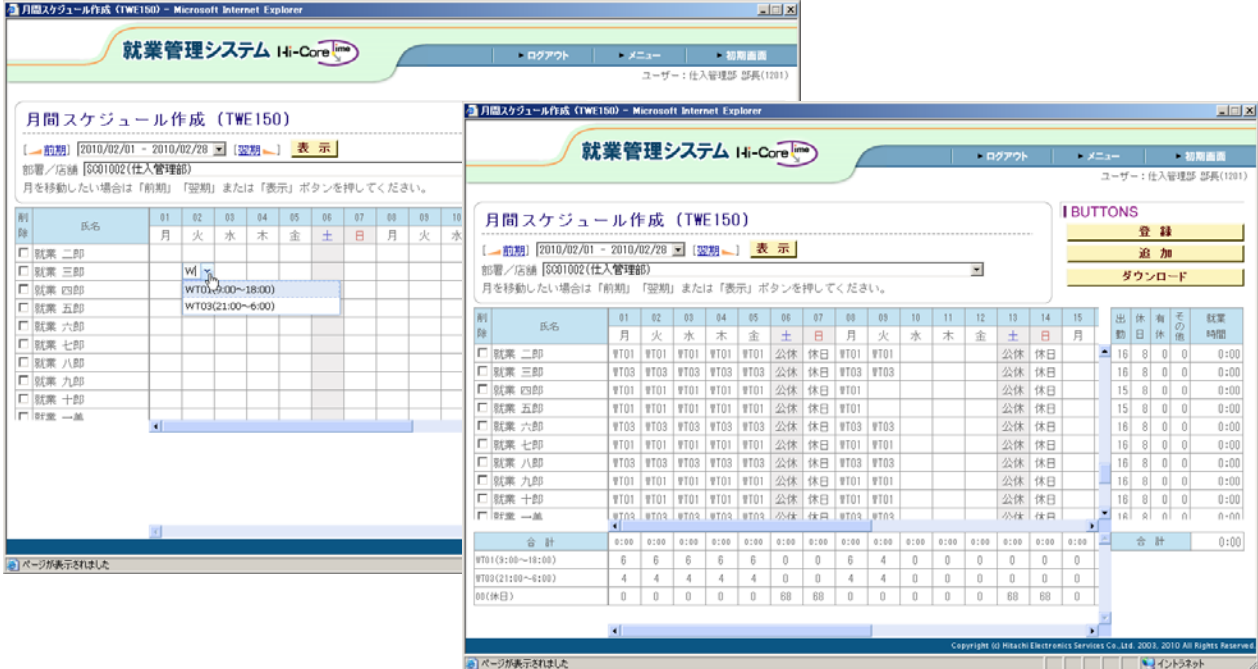 月間スケジュール作成 (TWE150) - Microsoft Internet Explorer
就業管理システム Hi-CoreTime
▶ログアウト ▶メニュー ▶初期画面
ユーザー：仕入管理部 部長(1201)
月間スケジュール作成 (TWE150)
[前期] 2010/02/01 - 2010/02/28 [翌期] 表 示
部署／店舗 SC01002(仕入管理部)
月を移動したい場合は「前期」「翌期」または「表示」ボタンを押してください。
削除 氏名 01 02 03 04 05 06 07 08 09 10
月 火 水 木 金 土 日 月 火 水
就業 二郎
就業 三郎 W
就業 四郎 WT01(9:00～18:00)
就業 五郎 WT03(21:00～6:00)
就業 六郎
就業 七郎
就業 八郎
就業 九郎
就業 十郎
就業 一美
ページが表示されました
月間スケジュール作成 (TWE150) - Microsoft Internet Explorer
就業管理システム Hi-CoreTime
▶ログアウト ▶メニュー ▶初期画面
ユーザー：仕入管理部 部長(1201)
月間スケジュール作成 (TWE150)
[前期] 2010/02/01 - 2010/02/28 [翌期] 表 示
部署／店舗 SC01002(仕入管理部)
月を移動したい場合は「前期」「翌期」または「表示」ボタンを押してください。
BUTTONS
登 録
追 加
ダウンロード
削除 氏名 01 02 03 04 05 06 07 08 09 10 11 12 13 14 15 出勤 休日 有休 その他 就業時間
月 火 水 木 金 土 日 月 火 水 木 金 土 日 月
就業 二郎 WT01 WT01 WT01 WT01 WT01 公休 休日 WT01 WT01 公休 休日 16 8 0 0 0:00
就業 三郎 WT03 WT03 WT03 WT03 WT03 公休 休日 WT03 WT03 公休 休日 16 8 0 0 0:00
就業 四郎 WT01 WT01 WT01 WT01 WT01 公休 休日 WT01 公休 休日 15 8 0 0 0:00
就業 五郎 WT01 WT01 WT01 WT01 WT01 公休 休日 WT01 公休 休日 15 8 0 0 0:00
就業 六郎 WT03 WT03 WT03 WT03 WT03 公休 休日 WT03 WT03 公休 休日 16 8 0 0 0:00
就業 七郎 WT01 WT01 WT01 WT01 WT01 公休 休日 WT01 WT01 公休 休日 16 8 0 0 0:00
就業 八郎 WT03 WT03 WT03 WT03 WT03 公休 休日 WT03 WT03 公休 休日 16 8 0 0 0:00
就業 九郎 WT01 WT01 WT01 WT01 WT01 公休 休日 WT01 WT01 公休 休日 16 8 0 0 0:00
就業 十郎 WT01 WT01 WT01 WT01 WT01 公休 休日 WT01 WT01 公休 休日 16 8 0 0 0:00
就業 一美 WT03 WT03 WT03 WT03 WT03 公休 休日 WT03 WT03 公休 休日 16 8 0 0 0:00
合 計 0:00 0:00 0:00 0:00 0:00 0:00 0:00 0:00 0:00 0:00 0:00 0:00 0:00 0:00 0:00 合 計 0:00
WT01(9:00～18:00) 6 6 6 6 6 0 0 6 4 0 0 0 0 0 0
WT03(21:00～6:00) 4 4 4 4 4 0 0 4 4 0 0 0 0 0 0
00(休日) 0 0 0 0 0 68 68 0 0 0 0 0 68 68 0
Copyright (c) Hitachi Electronics Services Co.,Ltd. 2003, 2010 All Rights Reserved
ページが表示されました イントラネット